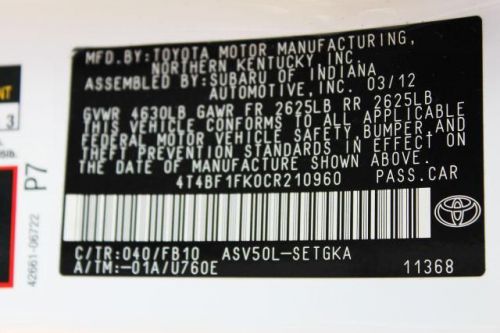 MFD.BY:TOYOTA MOTOR MANUFACTURING,
NORTHERN KENTUCKY,INC.
ASSEMBLED BY:SUBARU OF INDIANA
AUTOMOTIVE,INC. 03/12
GVWR 4630LB GAWR FR 2625LB RR 2625LB
THIS VEHICLE CONFORMS TO ALL APPLICABLE
FEDERAL MOTOR VEHICLE SAFETY,BUMPER,AND
THEFT PREVENTION STANDARDS IN EFFECT ON
THE DATE OF MANUFACTURE SHOWN ABOVE.
4T4BF1FK0CR210960 PASS.CAR
C/TR:040/FB10 ASV50L-SETGKA
A/TM:-01A/U760E 11368
P7
42661-06722
3